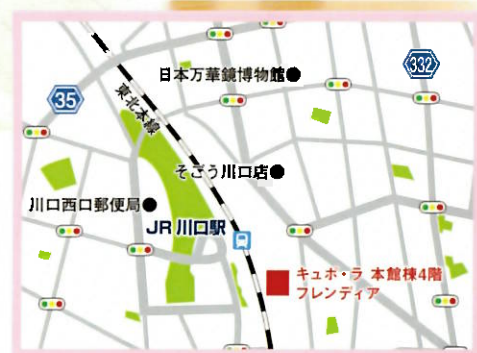 日本万華鏡博物館
332
35
東北本線
そごう川口店
川口西口郵便局
JR 川口駅
キュポ・ラ 本館棟4階
フレンディア